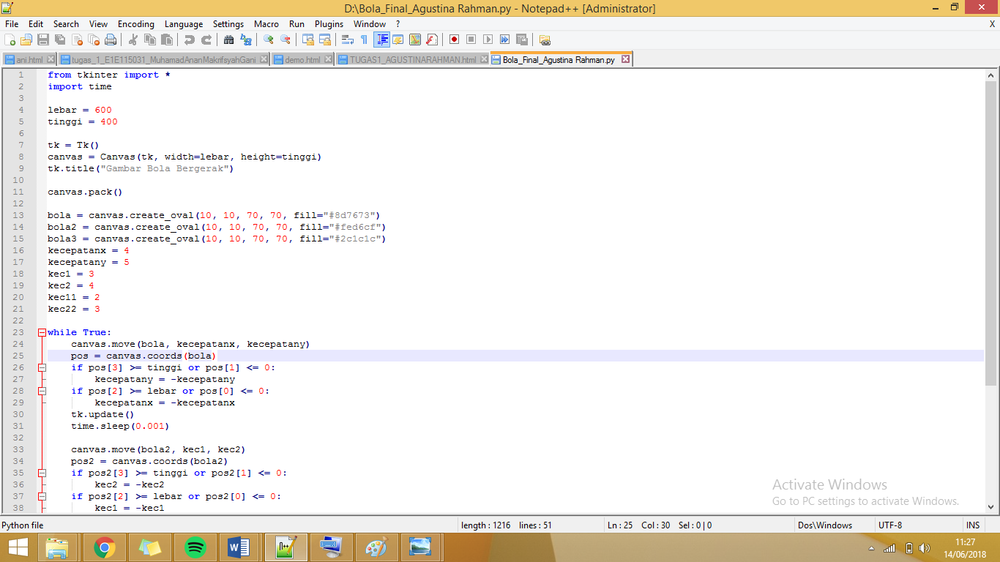 D:\Bola_Final_Agustina Rahman.py - Notepad++ [Administrator]
File Edit Search View Encoding Language Settings Macro Run Plugins Window ? X
ani.html tugas_1_E1E115031_MuhamadAnanMakrifsyahGani demo.html TUGAS1_AGUSTINARAHMAN.html Bola_Final_Agustina Rahman.py
1 from tkinter import *
2 import time
3
4 lebar = 600
5 tinggi = 400
6
7 tk = Tk()
8 canvas = Canvas(tk, width=lebar, height=tinggi)
9 tk.title("Gambar Bola Bergerak")
10
11 canvas.pack()
12
13 bola = canvas.create_oval(10, 10, 70, 70, fill="#8d7673")
14 bola2 = canvas.create_oval(10, 10, 70, 70, fill="#fed6cf")
15 bola3 = canvas.create_oval(10, 10, 70, 70, fill="#2c1c1c")
16 kecepatanx = 4
17 kecepatany = 5
18 kec1 = 3
19 kec2 = 4
20 kec11 = 2
21 kec22 = 3
22
23 while True:
24 canvas.move(bola, kecepatanx, kecepatany)
25 pos = canvas.coords(bola)
26 if pos[3] >= tinggi or pos[1] <= 0:
27 kecepatany = -kecepatany
28 if pos[2] >= lebar or pos[0] <= 0:
29 kecepatanx = -kecepatanx
30 tk.update()
31 time.sleep(0.001)
32
33 canvas.move(bola2, kec1, kec2)
34 pos2 = canvas.coords(bola2)
35 if pos2[3] >= tinggi or pos2[1] <= 0:
36 kec2 = -kec2
37 if pos2[2] >= lebar or pos2[0] <= 0:
38 kec1 = -kec1
Activate Windows
Go to PC settings to activate Windows.
Python file length : 1216 lines : 51 Ln : 25 Col : 30 Sel : 0 | 0 Dos\Windows UTF-8 INS
11:27
14/06/2018